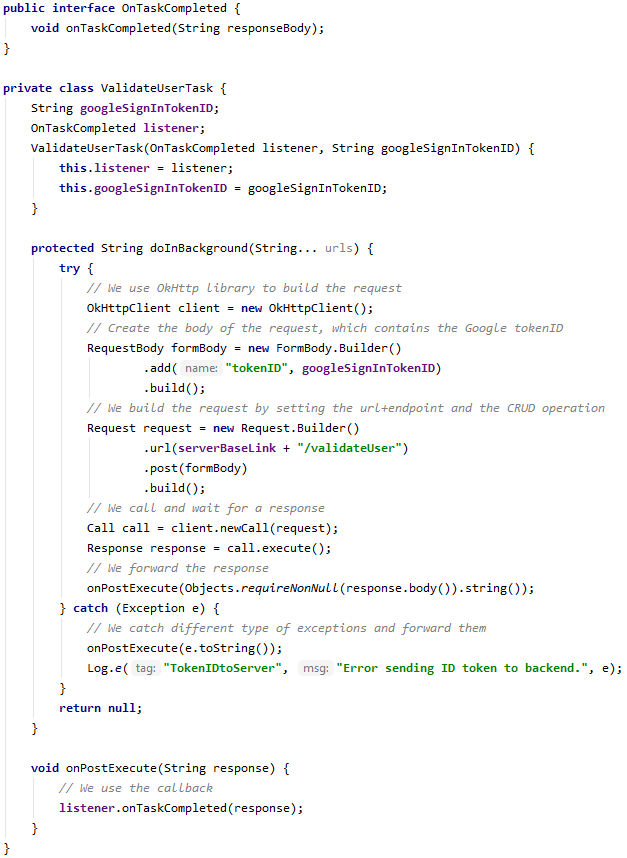 public interface OnTaskCompleted {
    void onTaskCompleted(String responseBody);
}

private class ValidateUserTask {
    String googleSignInTokenID;
    OnTaskCompleted listener;
    ValidateUserTask(OnTaskCompleted listener, String googleSignInTokenID) {
        this.listener = listener;
        this.googleSignInTokenID = googleSignInTokenID;
    }

    protected String doInBackground(String... urls) {
        try {
            // We use OkHttp library to build the request
            OkHttpClient client = new OkHttpClient();
            // Create the body of the request, which contains the Google tokenID
            RequestBody formBody = new FormBody.Builder()
                    .add( name: "tokenID", googleSignInTokenID)
                    .build();
            // We build the request by setting the url+endpoint and the CRUD operation
            Request request = new Request.Builder()
                    .url(serverBaseLink + "/validateUser")
                    .post(formBody)
                    .build();
            // We call and wait for a response
            Call call = client.newCall(request);
            Response response = call.execute();
            // We forward the response
            onPostExecute(Objects.requireNonNull(response.body()).string());
        } catch (Exception e) {
            // We catch different type of exceptions and forward them
            onPostExecute(e.toString());
            Log.e( tag: "TokenIDtoServer", msg: "Error sending ID token to backend.", e);
        }
        return null;
    }

    void onPostExecute(String response) {
        // We use the callback
        listener.onTaskCompleted(response);
    }
}